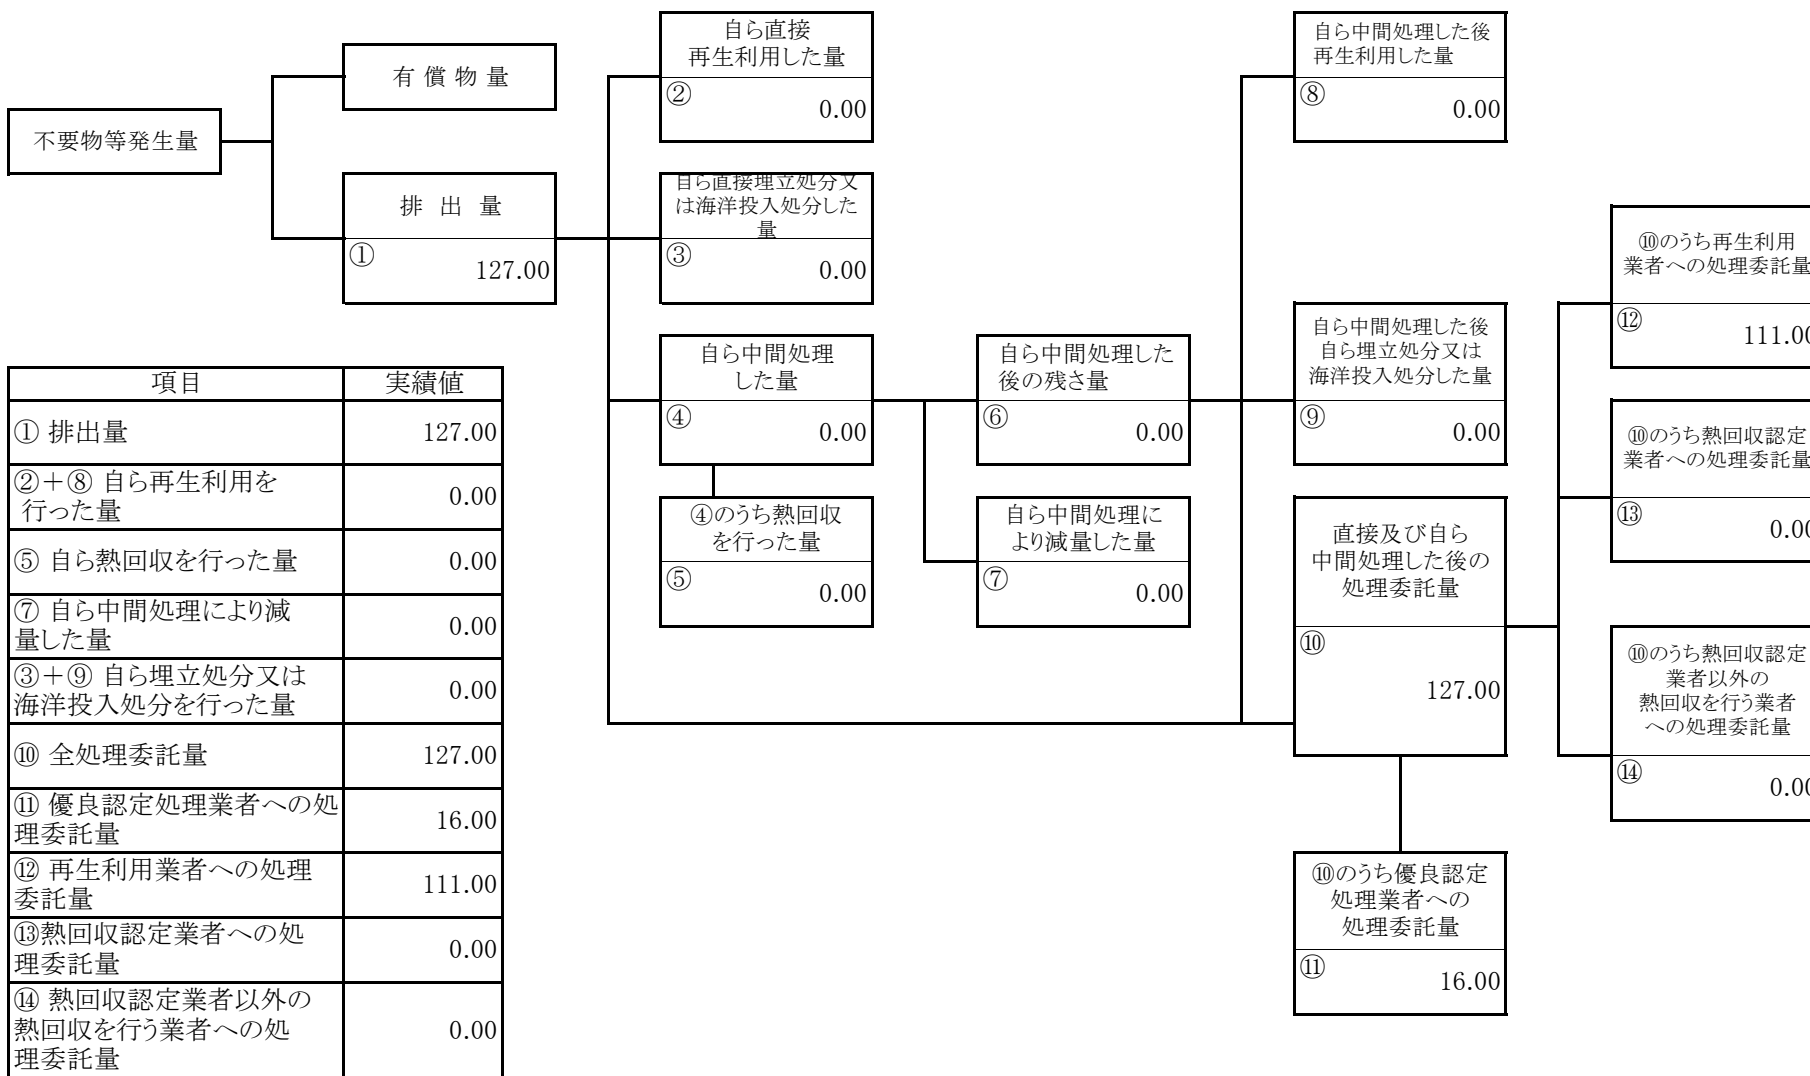 不要物等発生量
有 償 物 量
排 出 量
①
127.00
自ら直接
再生利用した量
②
0.00
自ら直接埋立処分又
は海洋投入処分した
量
③
0.00
自ら中間処理
した量
④
0.00
④のうち熱回収
を行った量
⑤
0.00
自ら中間処理した
後の残さ量
⑥
0.00
自ら中間処理に
より減量した量
⑦
0.00
自ら中間処理した後
再生利用した量
⑧
0.00
自ら中間処理した後
自ら埋立処分又は
海洋投入処分した量
⑨
0.00
直接及び自ら
中間処理した後の
処理委託量
⑩
127.00
⑩のうち優良認定
処理業者への
処理委託量
⑪
16.00
⑩のうち再生利用
業者への処理委託量
⑫
111.00
⑩のうち熱回収認定
業者への処理委託量
⑬
0.00
⑩のうち熱回収認定
業者以外の
熱回収を行う業者
への処理委託量
⑭
0.00
項目 実績値
① 排出量 127.00
②+⑧ 自ら再生利用を
行った量 0.00
⑤ 自ら熱回収を行った量 0.00
⑦ 自ら中間処理により減
量した量 0.00
③+⑨ 自ら埋立処分又は
海洋投入処分を行った量 0.00
⑩ 全処理委託量 127.00
⑪ 優良認定処理業者への処
理委託量 16.00
⑫ 再生利用業者への処理
委託量 111.00
⑬熱回収認定業者への処
理委託量 0.00
⑭ 熱回収認定業者以外の
熱回収を行う業者への処
理委託量 0.00